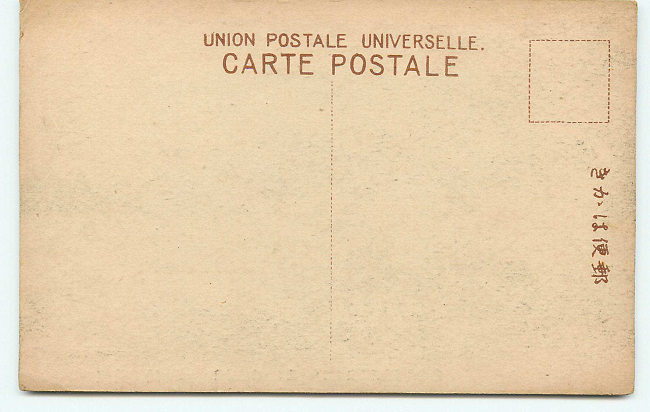 UNION POSTALE UNIVERSELLE.
CARTE POSTALE
郵便はかき